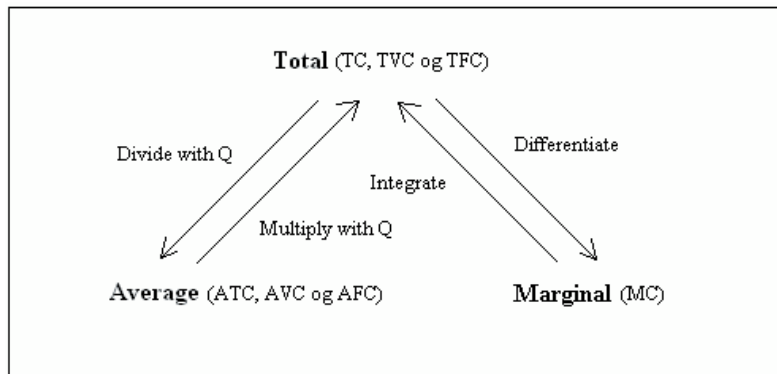 Total (TC, TVC og TFC)
Divide with Q
Differentiate
Integrate
Multiply with Q
Average (ATC, AVC og AFC)
Marginal (MC)